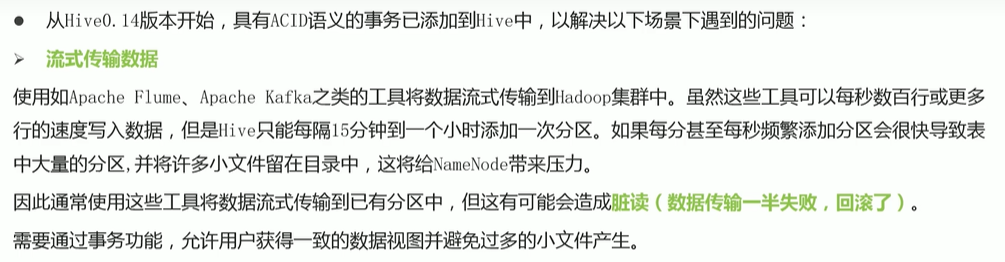 ● 从Hive0.14版本开始，具有ACID语义的事务已添加到Hive中，以解决以下场景下遇到的问题：
➢ 流式传输数据
使用如Apache Flume、Apache Kafka之类的工具将数据流式传输到Hadoop集群中。虽然这些工具可以每秒数百行或更多
行的速度写入数据，但是Hive只能每隔15分钟到一个小时添加一次分区。如果每分甚至每秒频繁添加分区会很快导致表
中大量的分区,并将许多小文件留在目录中，这将给NameNode带来压力。
因此通常使用这些工具将数据流式传输到已有分区中，但这有可能会造成脏读（数据传输一半失败，回滚了）。
需要通过事务功能，允许用户获得一致的数据视图并避免过多的小文件产生。